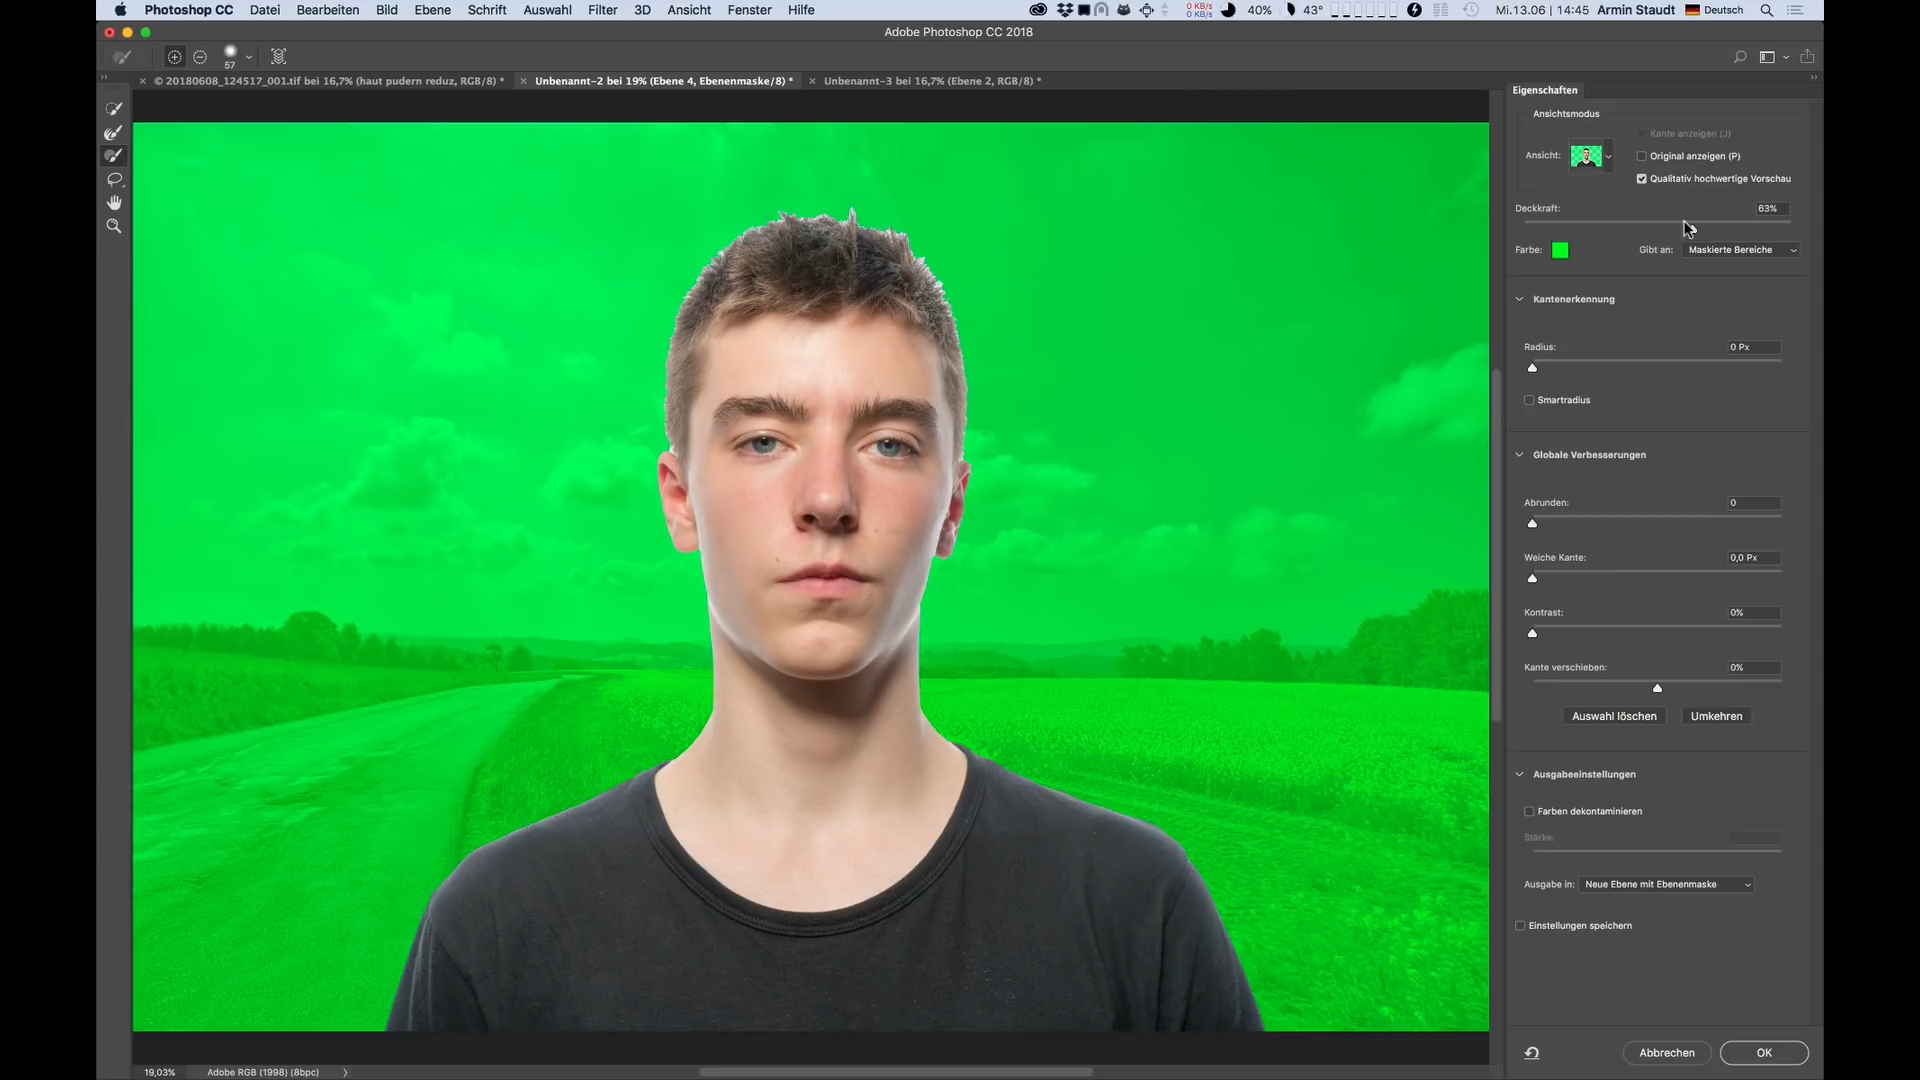 Photoshop CC Datei Bearbeiten Bild Ebene Schrift Auswahl Filter 3D Ansicht Fenster Hilfe 0 KB/s 0 KB/s 40% 43° Mi.13.06 | 14:45 Armin Staudt Deutsch
Adobe Photoshop CC 2018
57
© 20180608_124517_001.tif bei 16,7% (haut pudern reduz, RGB/8) * Unbenannt-2 bei 19% (Ebene 4, Ebenenmaske/8) * Unbenannt-3 bei 16,7% (Ebene 2, RGB/8) *
Eigenschaften
Ansichtsmodus
Kante anzeigen (J)
Ansicht:
Original anzeigen (P)
Qualitativ hochwertige Vorschau
Deckkraft: 63%
Farbe: Gibt an: Maskierte Bereiche
Kantenerkennung
Radius: 0 Px
Smartradius
Globale Verbesserungen
Abrunden: 0
Weiche Kante: 0,0 Px
Kontrast: 0%
Kante verschieben: 0%
Auswahl löschen Umkehren
Ausgabeeinstellungen
Farben dekontaminieren
Stärke:
Ausgabe in: Neue Ebene mit Ebenenmaske
Einstellungen speichern
Abbrechen OK
19,03% Adobe RGB (1998) (8bpc)